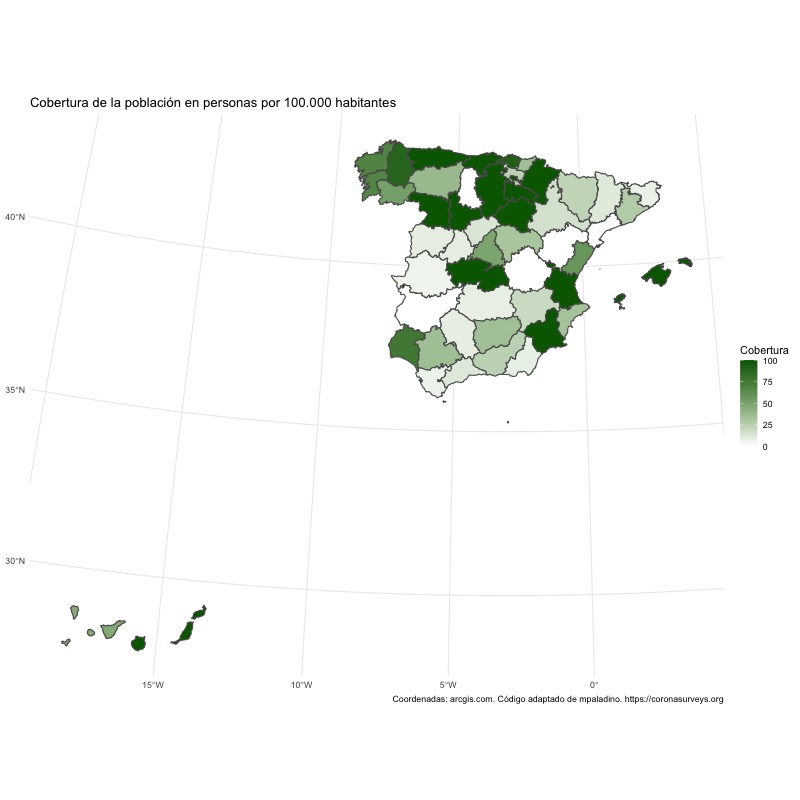 Cobertura de la población en personas por 100.000 habitantes
40°N
35°N
30°N
15°W
10°W
5°W
0°
Cobertura
100
75
50
25
0
Coordenadas: arcgis.com. Código adaptado de mpaladino. https://coronasurveys.org